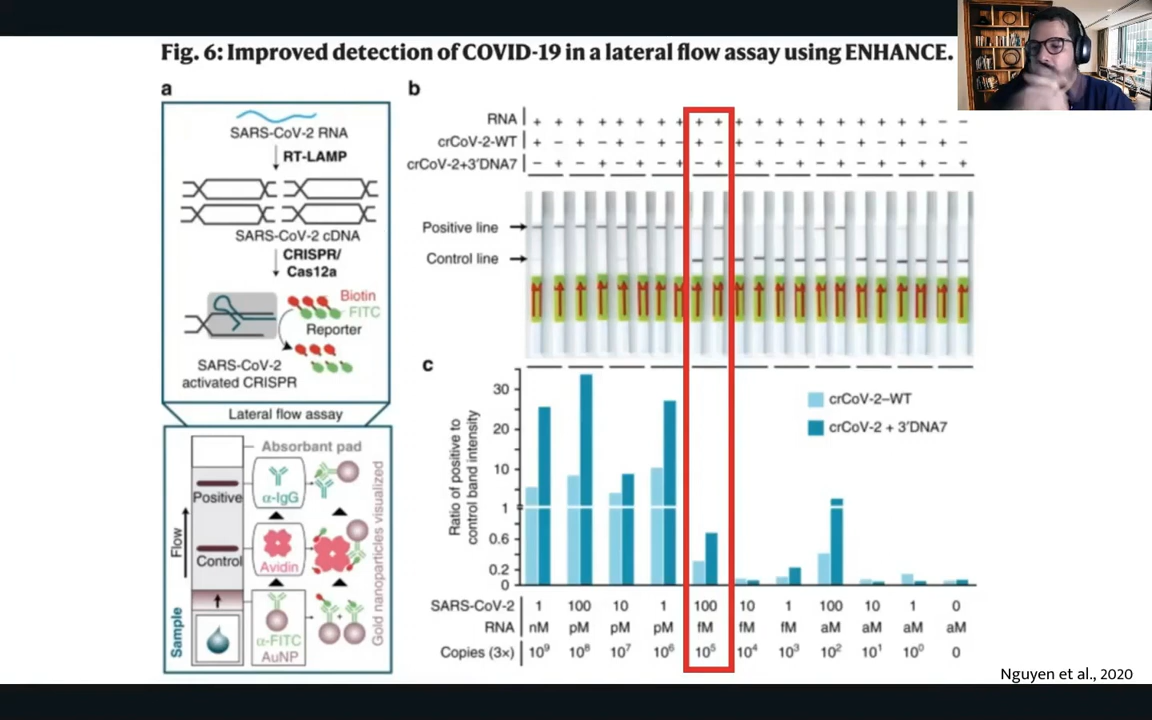 Fig. 6: Improved detection of COVID-19 in a lateral flow assay using ENHANCE.
a
SARS-CoV-2 RNA
RT-LAMP
SARS-CoV-2 cDNA
CRISPR/
Cas12a
Biotin
FITC
Reporter
SARS-CoV-2
activated CRISPR
Lateral flow assay
Absorbant pad
Positive
α-IgG
Flow
Control
Avidin
Sample
α-FITC
AuNP
Gold nanoparticles visualized
b
RNA + + + + + + + + + + + + + + + + + + + + − −
crCoV-2-WT + − + − + − + − + − + − + − + − + − + − + −
crCoV-2+3′DNA7 − + − + − + − + − + − + − + − + − + − + − +
Positive line
Control line
c
Ratio of positive to
control band intensity
30
20
10
1
0.6
0.2
0
crCoV-2–WT
crCoV-2 + 3′DNA7
SARS-CoV-2 1 100 10 1 100 10 1 100 10 1 0
RNA nM pM pM pM fM fM fM aM aM aM aM
Copies (3×) 10⁹ 10⁸ 10⁷ 10⁶ 10⁵ 10⁴ 10³ 10² 10¹ 10⁰ 0
Nguyen et al., 2020